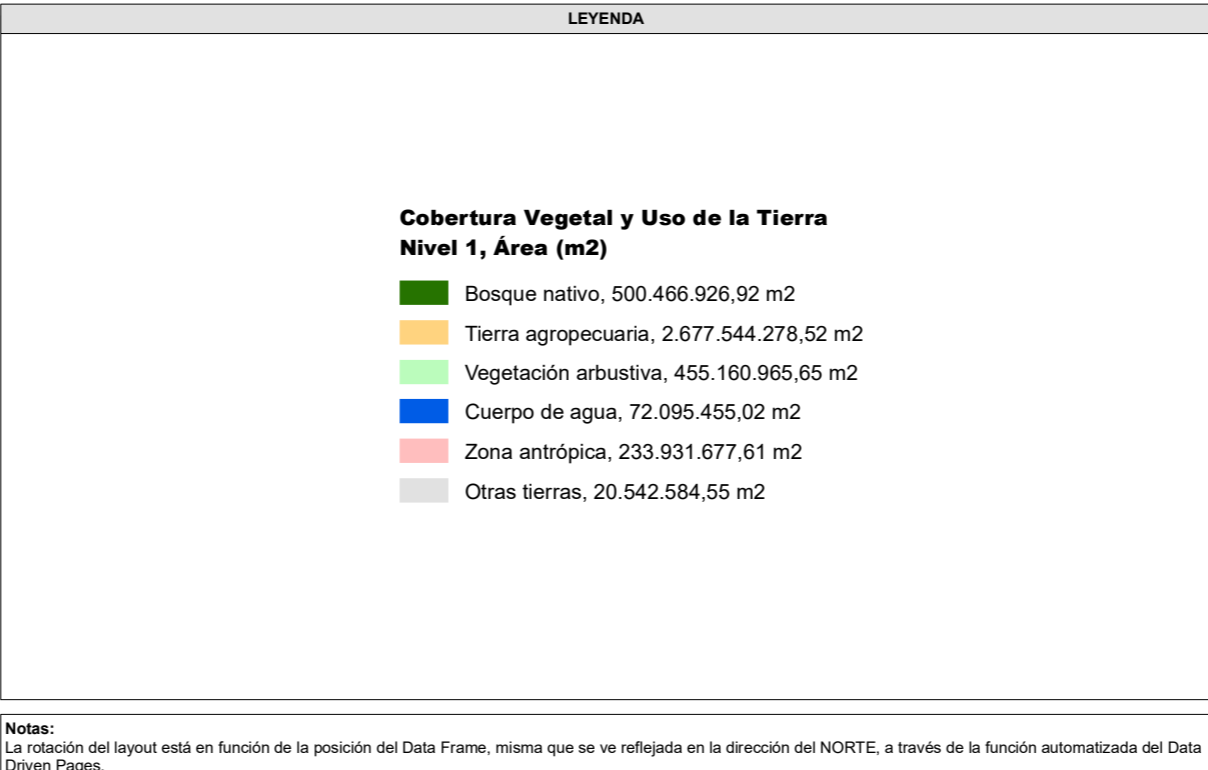 LEYENDA
Cobertura Vegetal y Uso de la Tierra
Nivel 1, Área (m2)
Bosque nativo, 500.466.926,92 m2
Tierra agropecuaria, 2.677.544.278,52 m2
Vegetación arbustiva, 455.160.965,65 m2
Cuerpo de agua, 72.095.455,02 m2
Zona antrópica, 233.931.677,61 m2
Otras tierras, 20.542.584,55 m2
Notas:
La rotación del layout está en función de la posición del Data Frame, misma que se ve reflejada en la dirección del NORTE, a través de la función automatizada del Data
Driven Pages.